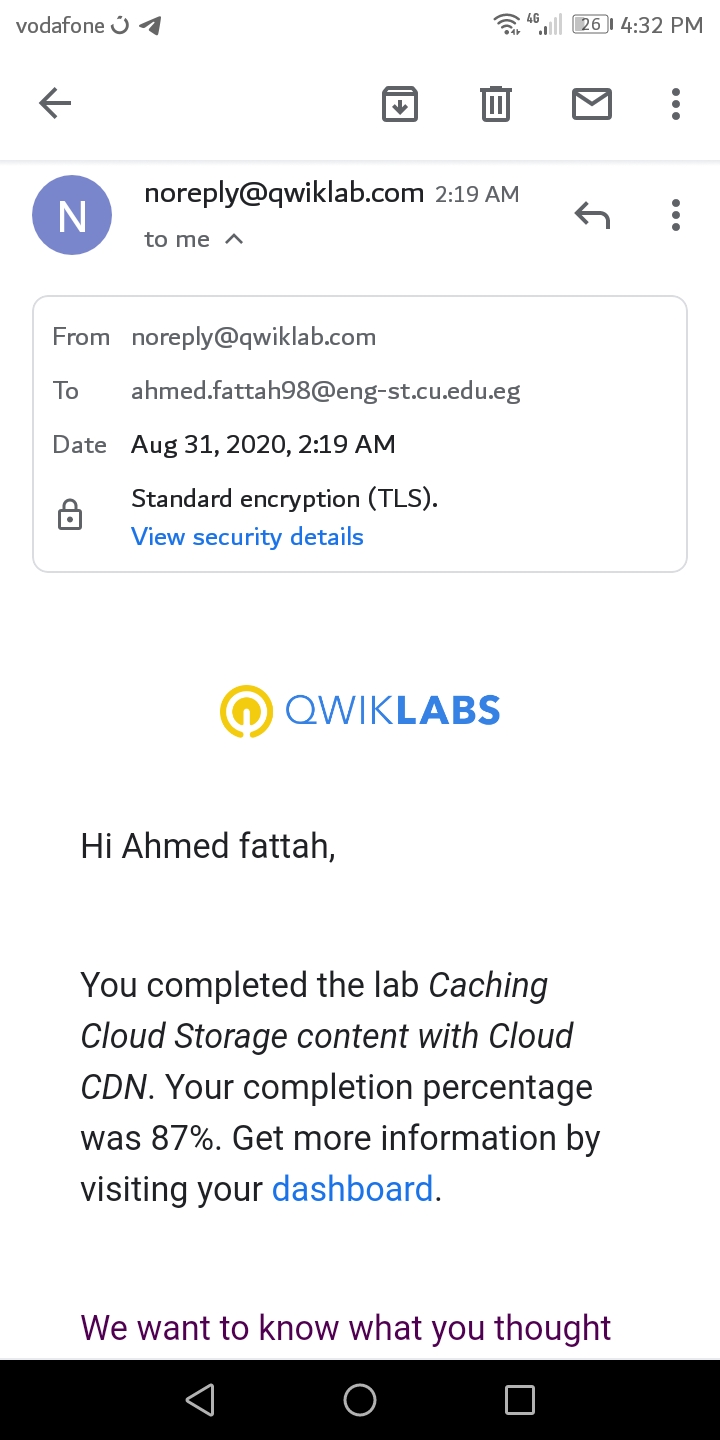 vodafone 4G 26 4:32 PM
N
noreply@qwiklab.com 2:19 AM
to me
From noreply@qwiklab.com
To ahmed.fattah98@eng-st.cu.edu.eg
Date Aug 31, 2020, 2:19 AM
Standard encryption (TLS).
View security details
QWIKLABS
Hi Ahmed fattah,
You completed the lab Caching
Cloud Storage content with Cloud
CDN. Your completion percentage
was 87%. Get more information by
visiting your dashboard.
We want to know what you thought